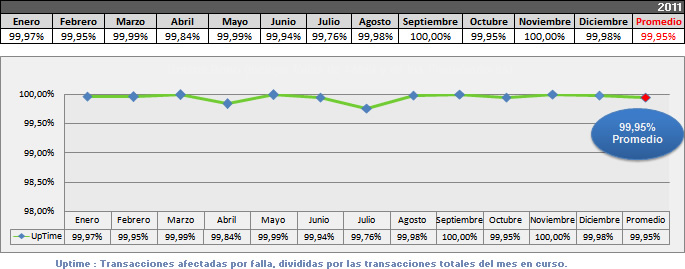 2011
Enero Febrero Marzo Abril Mayo Junio Julio Agosto Septiembre Octubre Noviembre Diciembre Promedio
99,97% 99,95% 99,99% 99,84% 99,99% 99,94% 99,76% 99,98% 100,00% 99,95% 100,00% 99,98% 99,95%
100,00%
99,50%
99,00%
98,50%
98,00%
99,95%
Promedio
Enero Febrero Marzo Abril Mayo Junio Julio Agosto Septiembre Octubre Noviembre Diciembre Promedio
UpTime 99,97% 99,95% 99,99% 99,84% 99,99% 99,94% 99,76% 99,98% 100,00% 99,95% 100,00% 99,98% 99,95%
Uptime : Transacciones afectadas por falla, divididas por las transacciones totales del mes en curso.